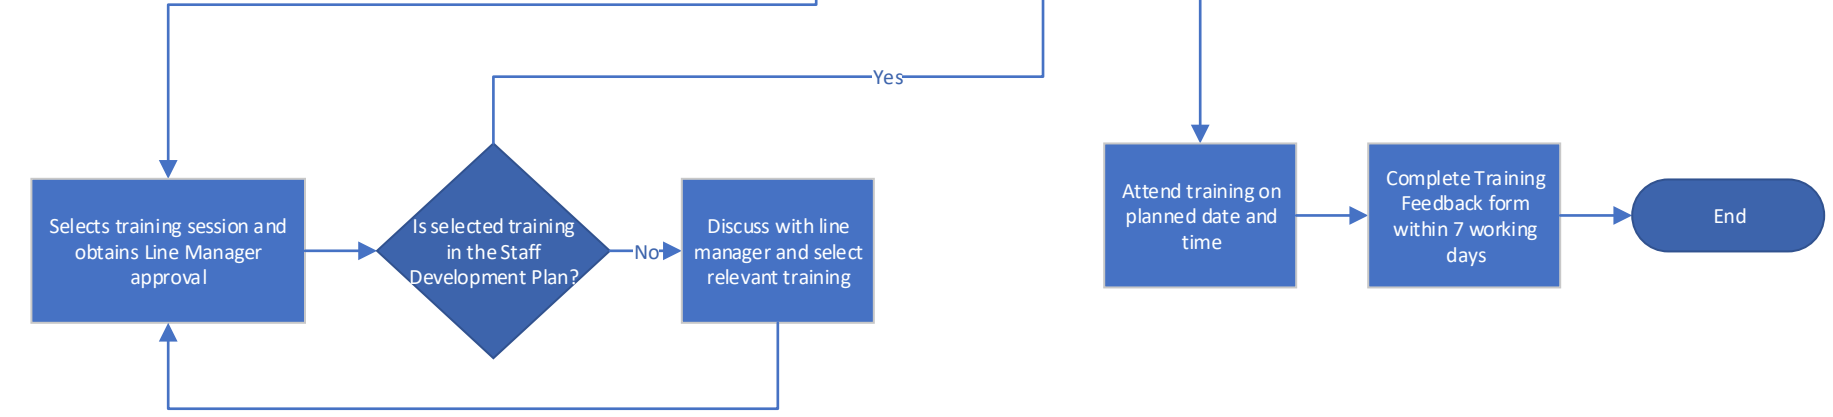 Yes
Selects training session and
obtains Line Manager
approval
Is selected training
in the Staff
Development Plan?
No
Discuss with line
manager and select
relevant training
Attend training on
planned date and
time
Complete Training
Feedback form
within 7 working
days
End